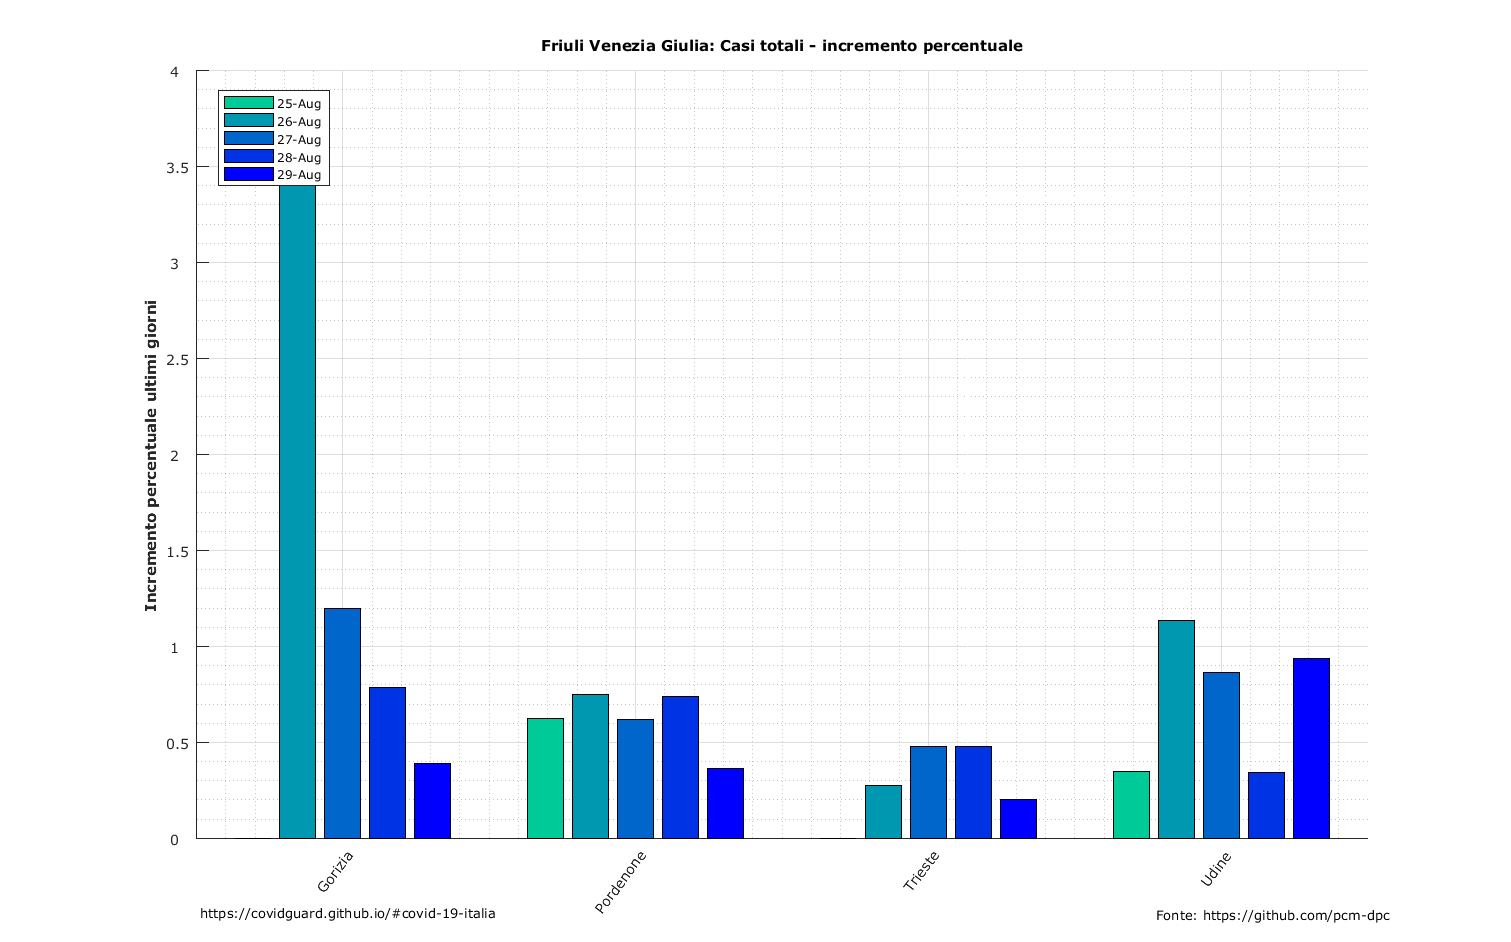 Friuli Venezia Giulia: Casi totali - incremento percentuale
4
3.5
3
2.5
2
1.5
1
0.5
0
Incremento percentuale ultimi giorni
25-Aug
26-Aug
27-Aug
28-Aug
29-Aug
Gorizia
Pordenone
Trieste
Udine
https://covidguard.github.io/#covid-19-italia
Fonte: https://github.com/pcm-dpc